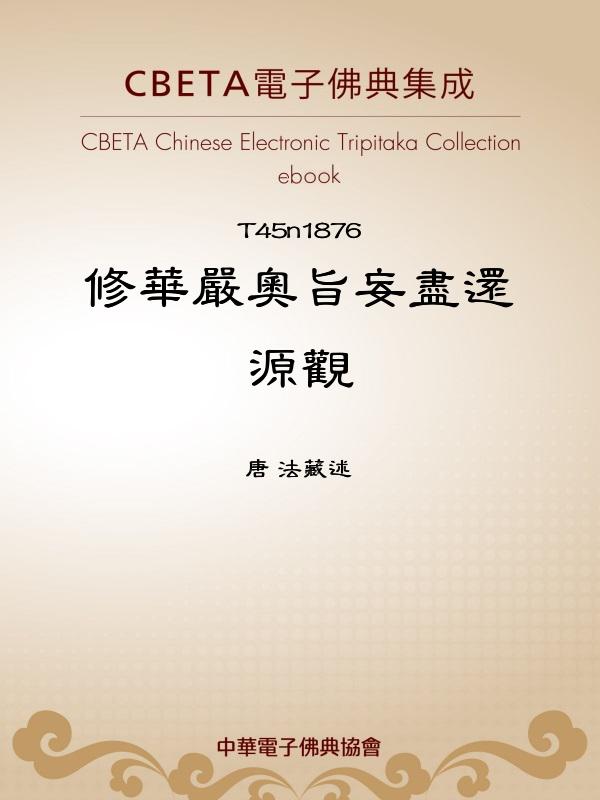 CBETA電子佛典集成
CBETA Chinese Electronic Tripitaka Collection
ebook
T45n1876
修華嚴奧旨妄盡還
源觀
唐 法藏述
中華電子佛典協會